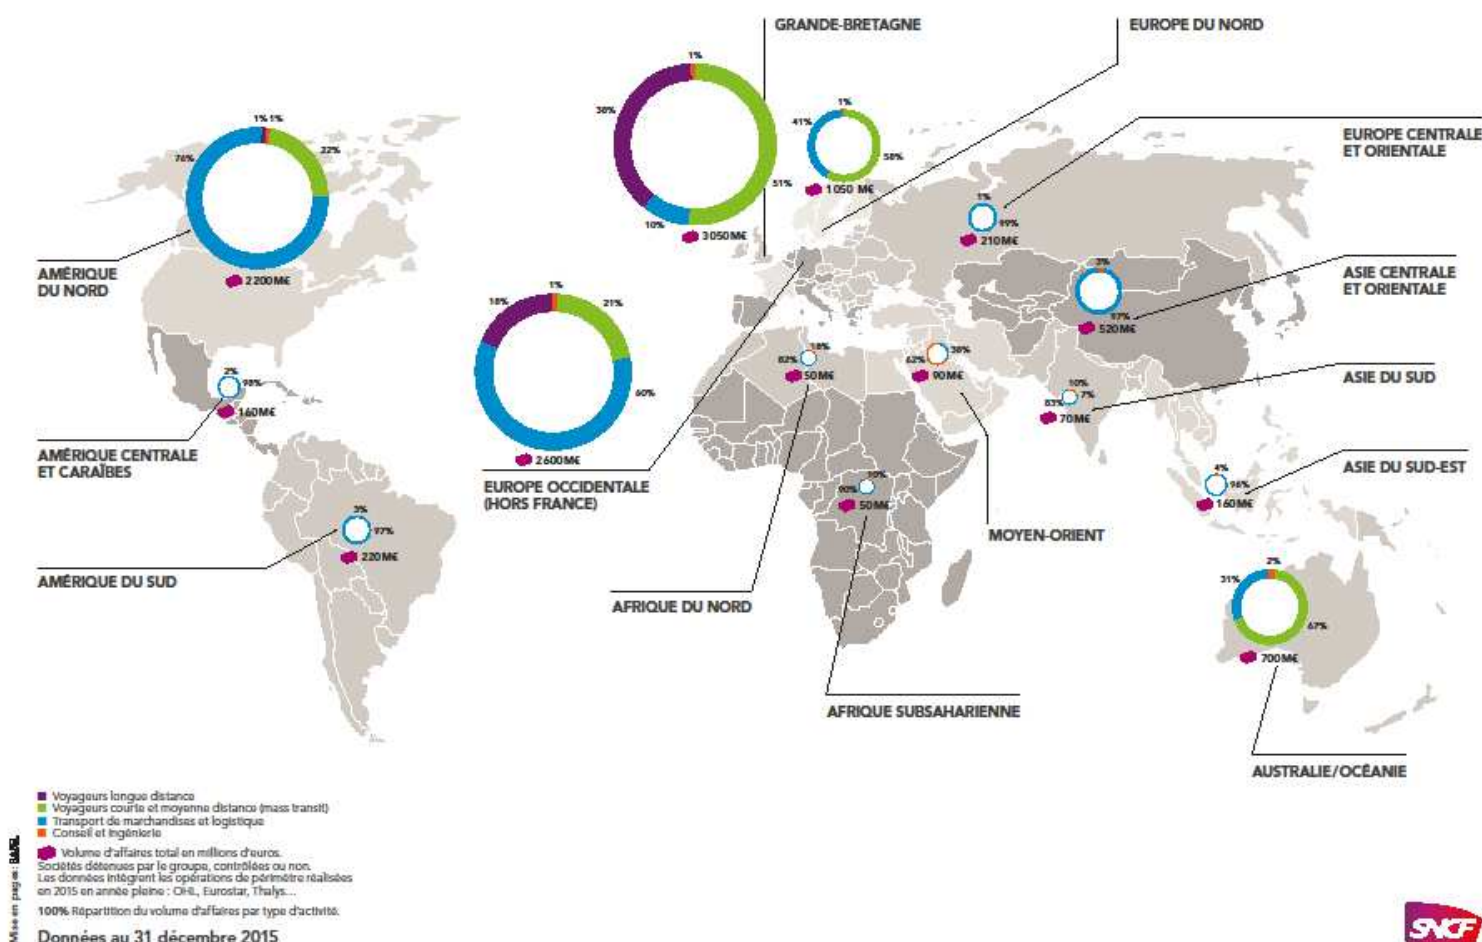 GRANDE-BRETAGNE
EUROPE DU NORD
1%
38%
51%
10%
3050M€
1%
41%
58%
1050 M€
EUROPE CENTRALE
ET ORIENTALE
1%
99%
210M€
1% 1%
76%
22%
2200M€
AMÉRIQUE
DU NORD
ASIE CENTRALE
ET ORIENTALE
3%
97%
520M€
18%
1%
21%
60%
2600M€
EUROPE OCCIDENTALE
(HORS FRANCE)
18%
82%
50M€
38%
62%
90M€
ASIE DU SUD
10%
7%
83%
70M€
2%
98%
160M€
AMÉRIQUE CENTRALE
ET CARAÏBES
ASIE DU SUD-EST
4%
96%
160M€
10%
90%
50M€
MOYEN-ORIENT
3%
97%
220M€
AMÉRIQUE DU SUD
AFRIQUE DU NORD
2%
31%
67%
700M€
AFRIQUE SUBSAHARIENNE
AUSTRALIE/OCÉANIE
Voyageurs longue distance
Voyageurs courte et moyenne distance (mass transit)
Transport de marchandises et logistique
Conseil et ingénierie
Volume d'affaires total en millions d'euros.
Sociétés détenues par le groupe, contrôlées ou non.
Les données intègrent les opérations de périmètre réalisées
en 2015 en année pleine : OHL, Eurostar, Thalys...
100% Répartition du volume d'affaires par type d'activité.
Données au 31 décembre 2015
Mise en pages :
SNCF